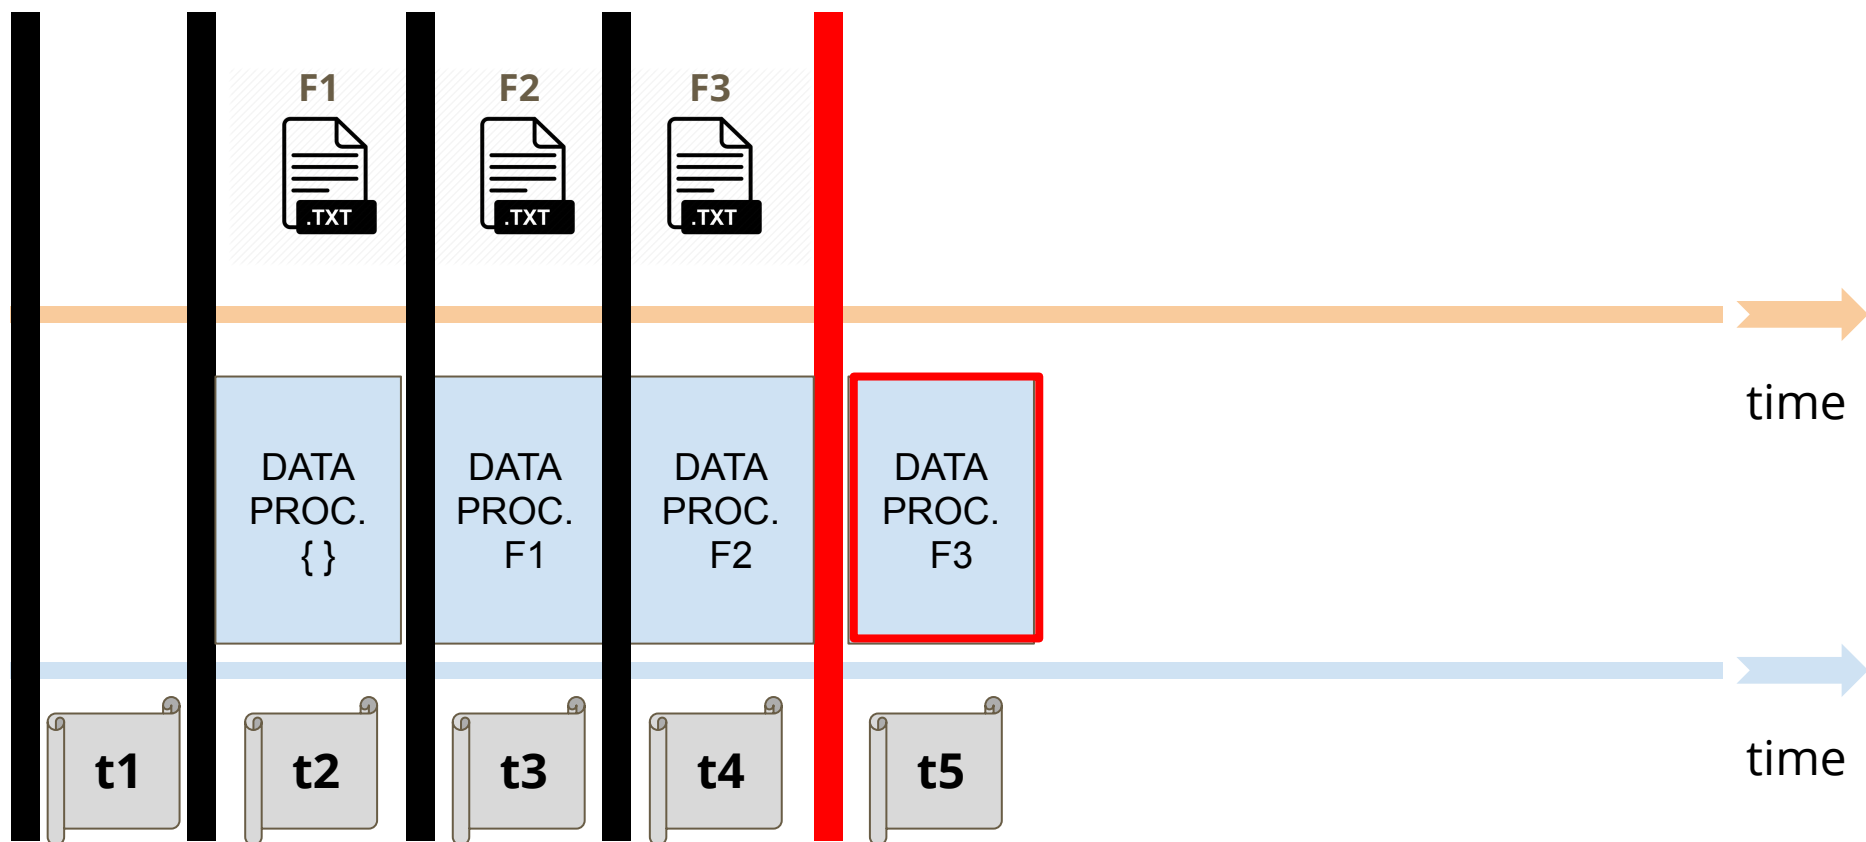 F1
F2
F3
.TXT
.TXT
.TXT
time
DATA
PROC.
{ }
DATA
PROC.
F1
DATA
PROC.
F2
DATA
PROC.
F3
time
t1
t2
t3
t4
t5